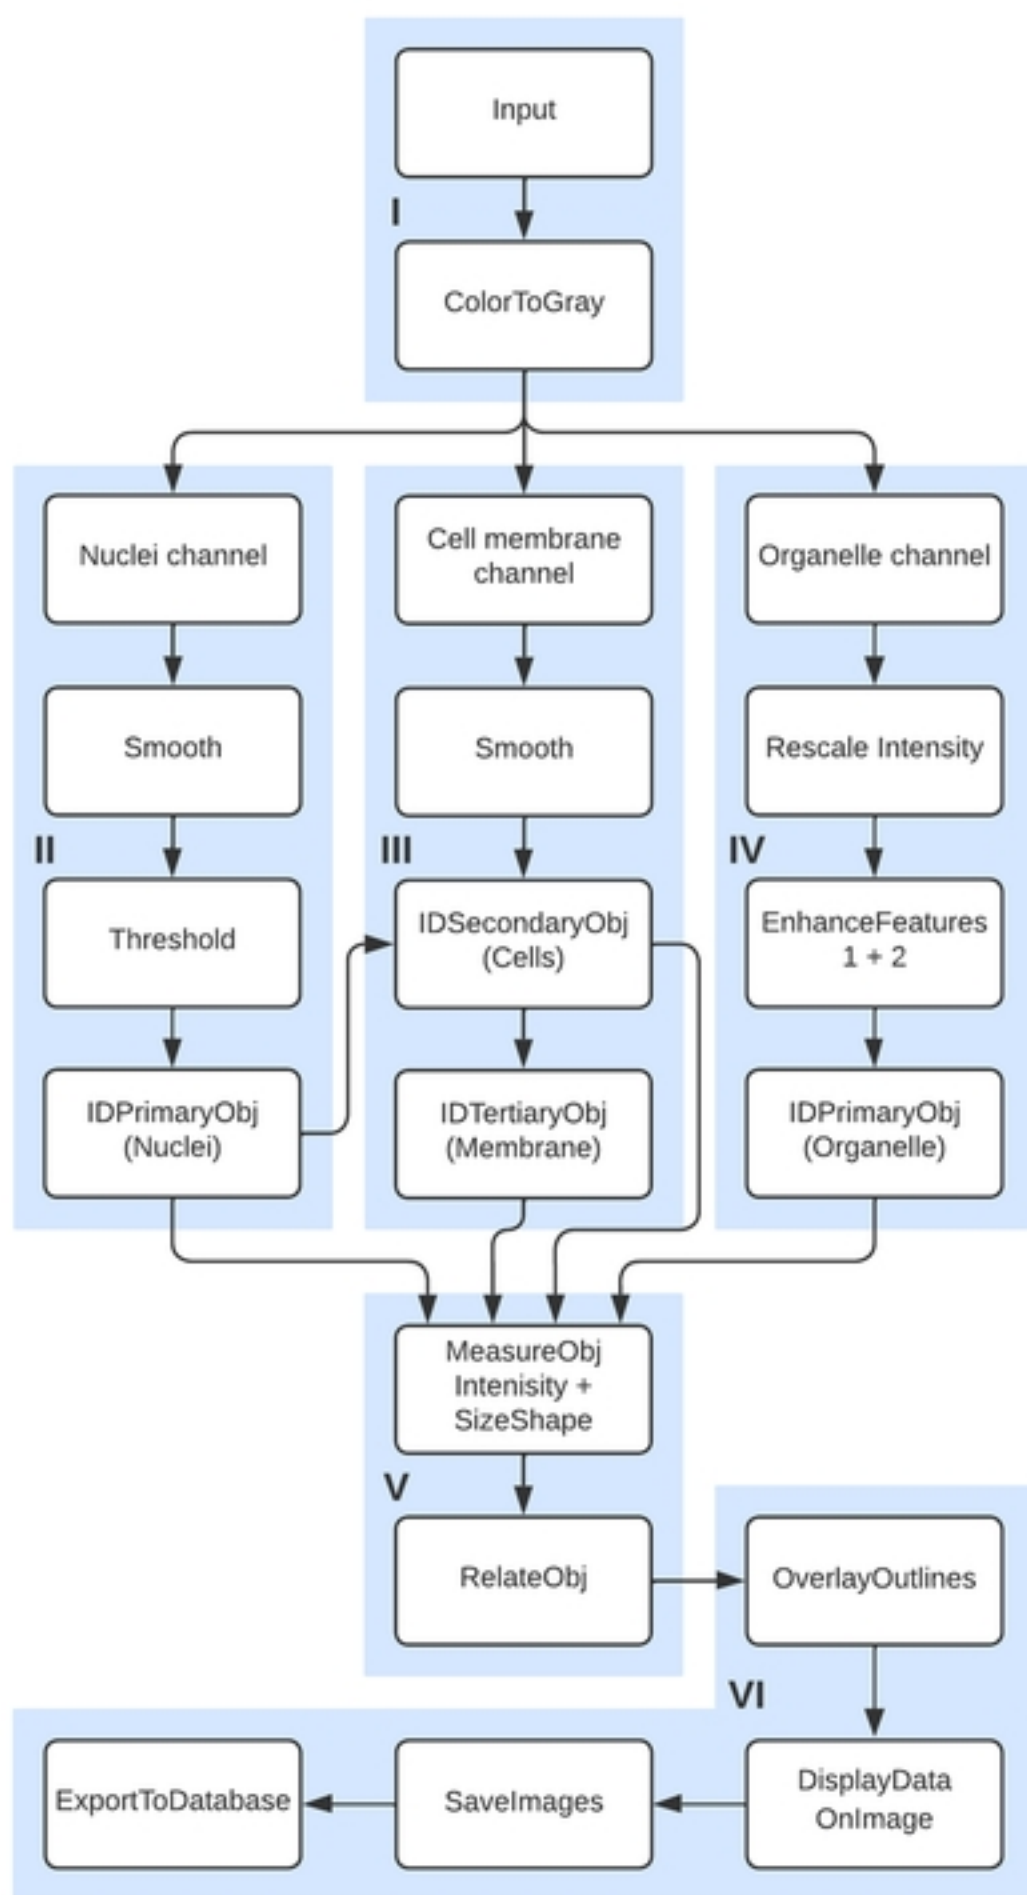 Input
I
ColorToGray
Nuclei channel
Cell membrane
channel
Organelle channel
Smooth
Smooth
Rescale Intensity
II
III
IV
Threshold
IDSecondaryObj
(Cells)
EnhanceFeatures
1 + 2
IDPrimaryObj
(Nuclei)
IDTertiaryObj
(Membrane)
IDPrimaryObj
(Organelle)
MeasureObj
Intenisity +
SizeShape
V
RelateObj
OverlayOutlines
VI
ExportToDatabase
SaveImages
DisplayData
OnImage